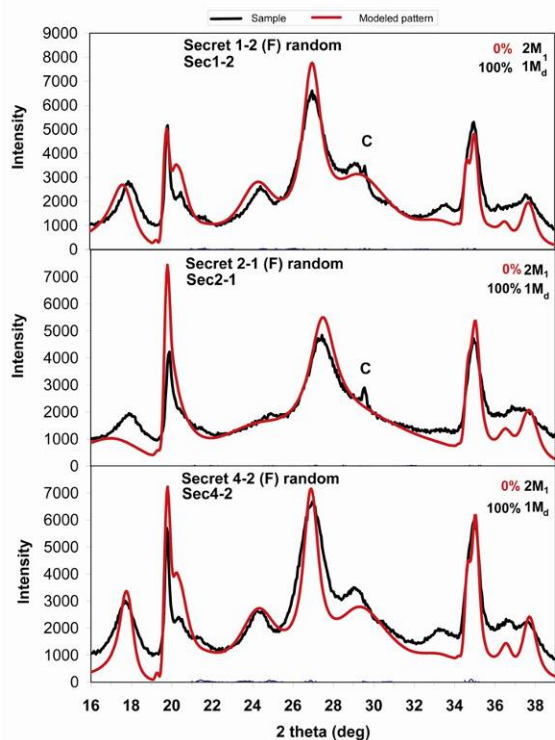 Sample Modeled pattern
9000
8000
7000
6000
5000
4000
3000
2000
1000
0
Intensity
Secret 1-2 (F) random
Sec1-2
0% 2M1
100% 1Md
C
7000
6000
5000
4000
3000
2000
1000
0
Intensity
Secret 2-1 (F) random
Sec2-1
0% 2M1
100% 1Md
C
7000
6000
5000
4000
3000
2000
1000
0
Intensity
Secret 4-2 (F) random
Sec4-2
0% 2M1
100% 1Md
16 18 20 22 24 26 28 30 32 34 36 38
2 theta (deg)